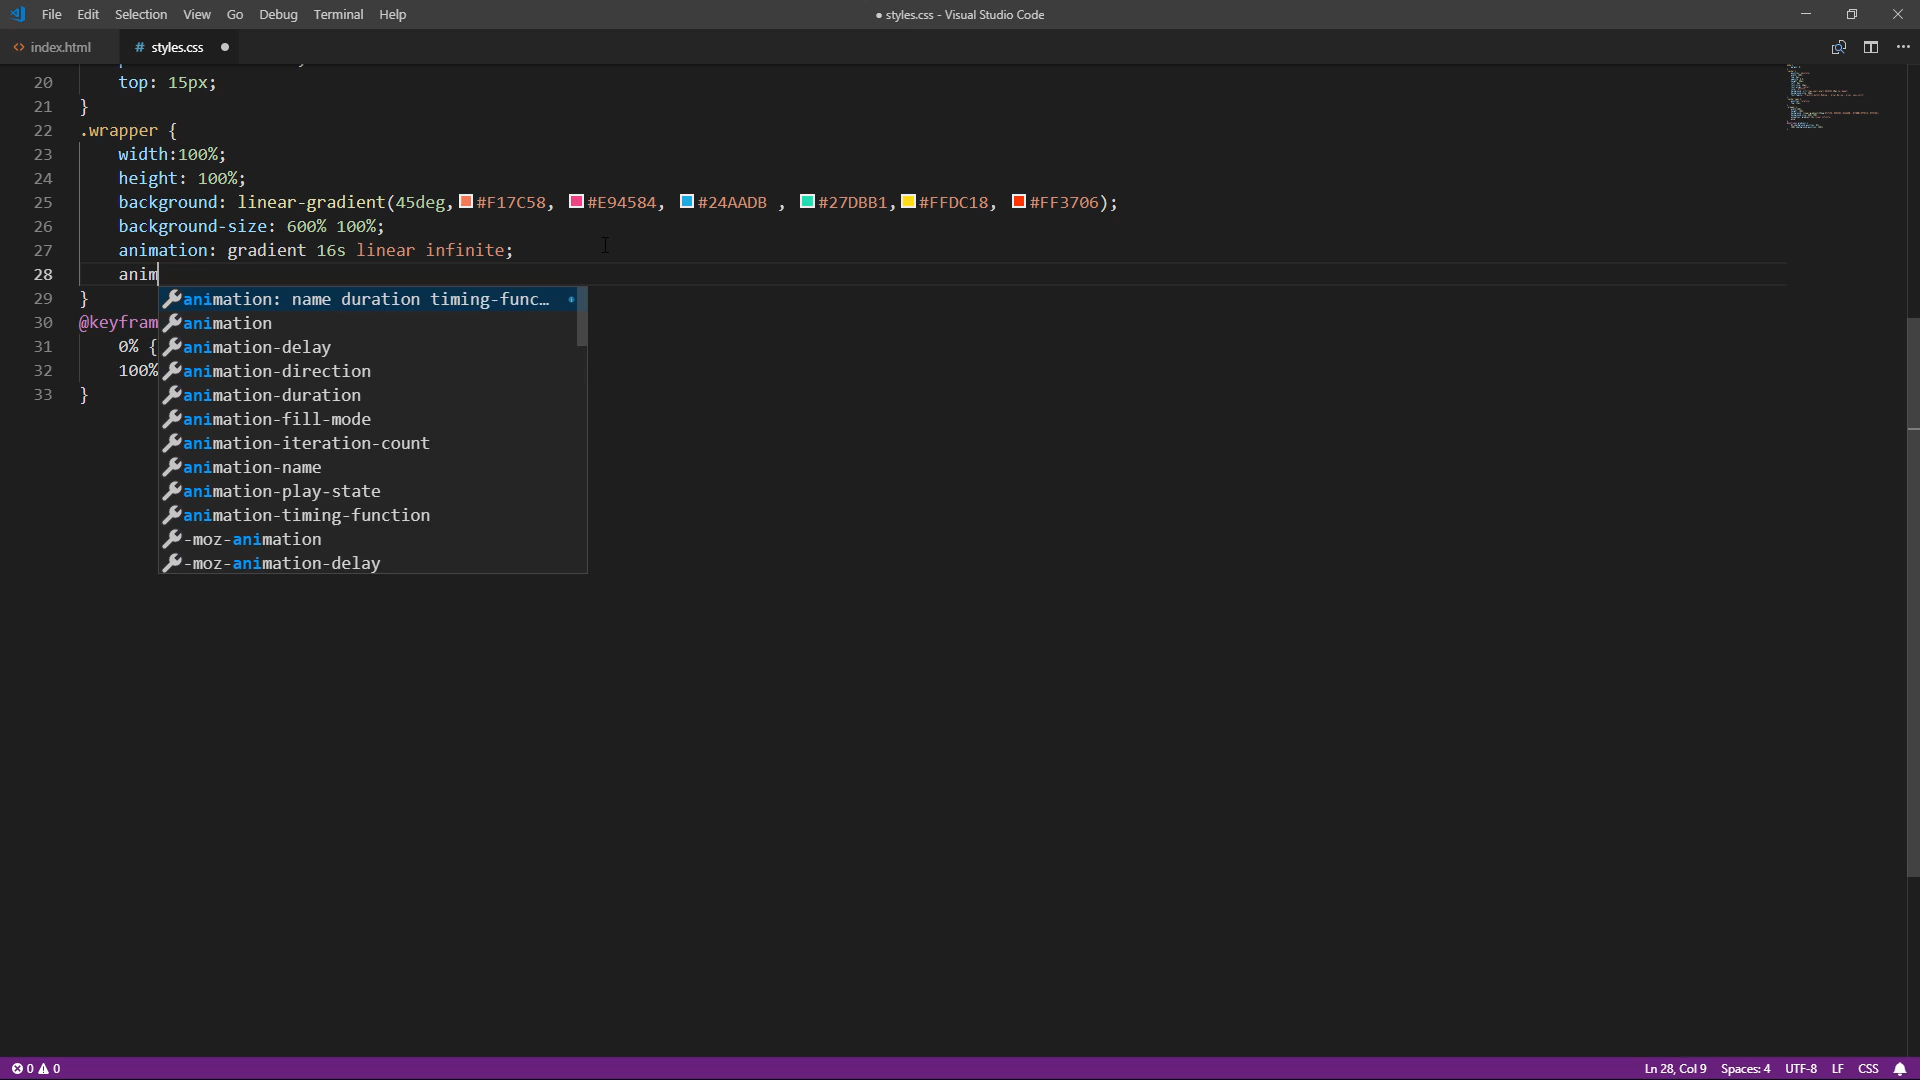 File Edit Selection View Go Debug Terminal Help
● styles.css - Visual Studio Code
<> index.html # styles.css ●
20 top: 15px;
21 }
22 .wrapper {
23 width:100%;
24 height: 100%;
25 background: linear-gradient(45deg, #F17C58, #E94584, #24AADB , #27DBB1, #FFDC18, #FF3706);
26 background-size: 600% 100%;
27 animation: gradient 16s linear infinite;
28 anim
29 }
30 @keyfram
31 0% {
32 100%
33 }
animation: name duration timing-func…
animation
animation-delay
animation-direction
animation-duration
animation-fill-mode
animation-iteration-count
animation-name
animation-play-state
animation-timing-function
-moz-animation
-moz-animation-delay
0 0
Ln 28, Col 9 Spaces: 4 UTF-8 LF CSS